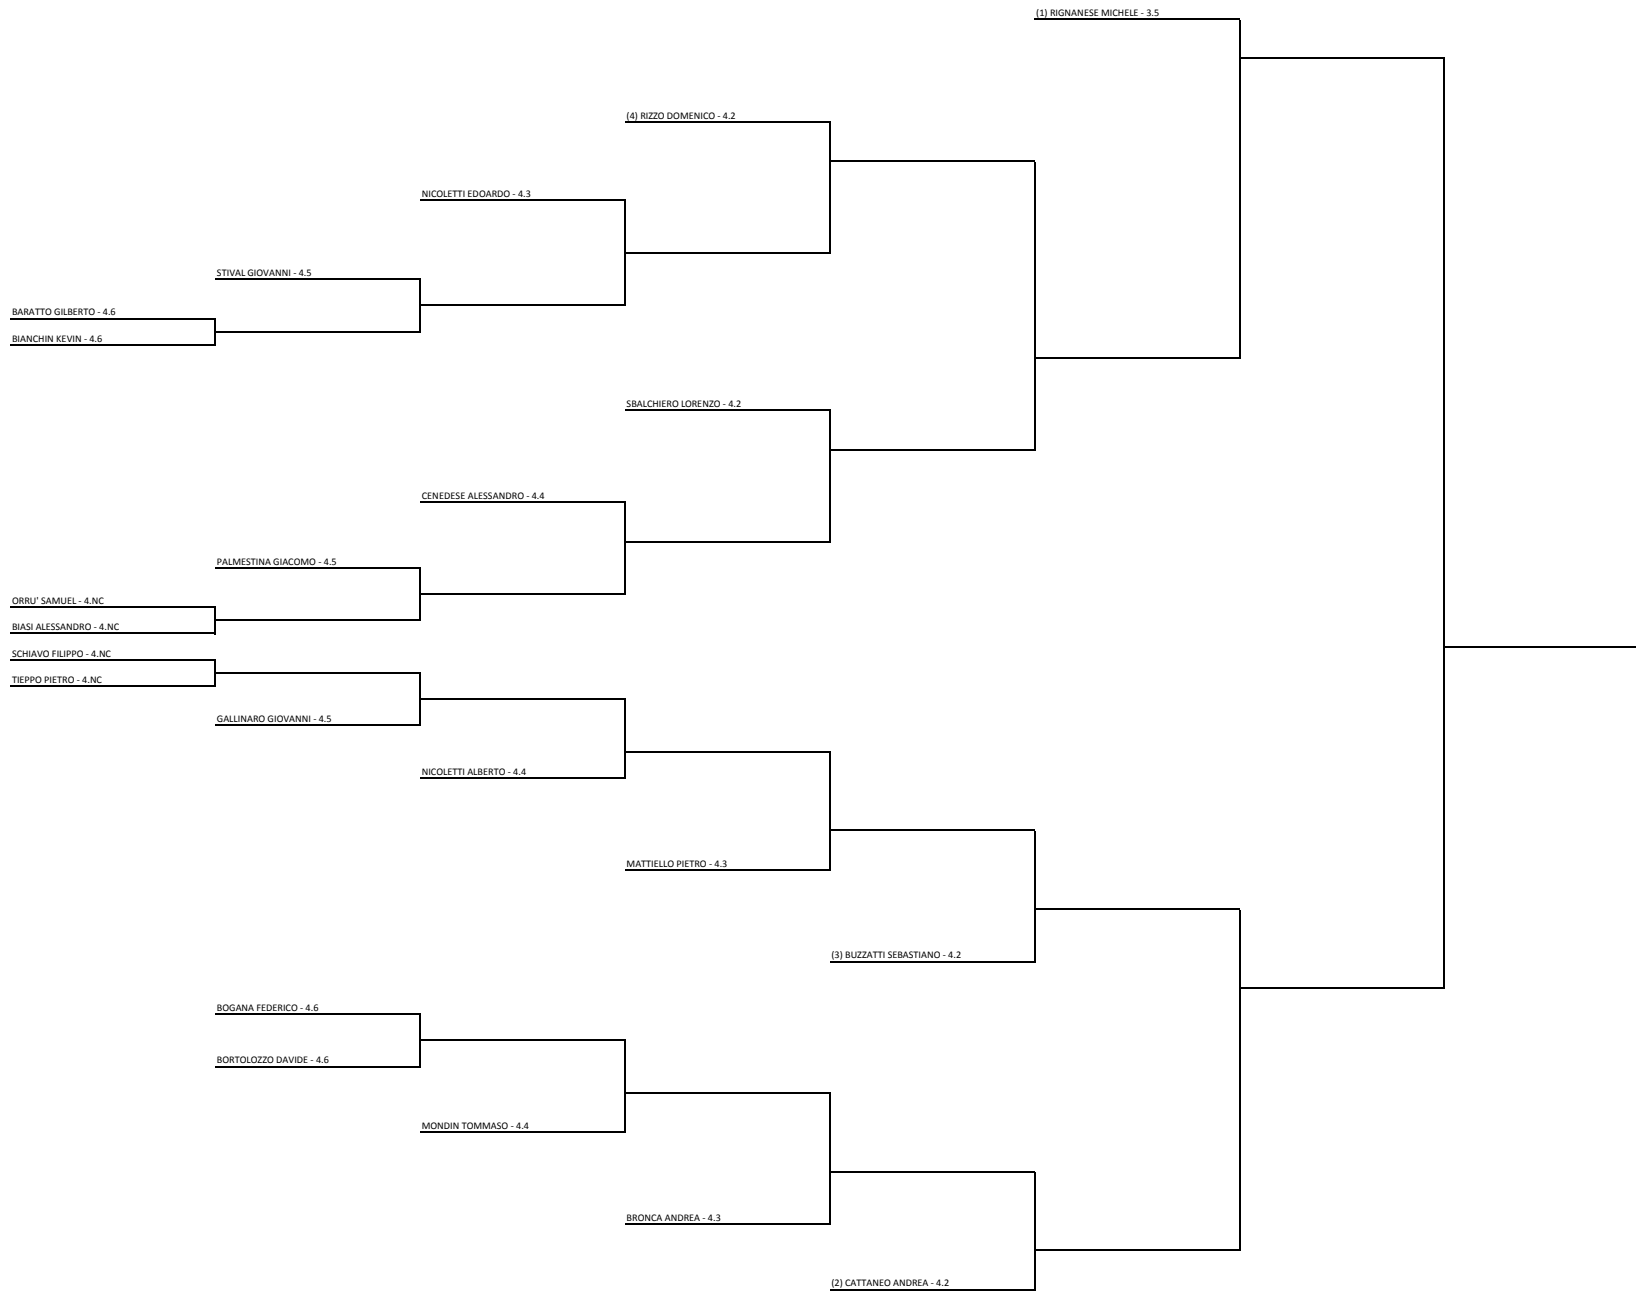 (1) RIGNANESE MICHELE - 3.5
(4) RIZZO DOMENICO - 4.2
NICOLETTI EDOARDO - 4.3
STIVAL GIOVANNI - 4.5
BARATTO GILBERTO - 4.6
BIANCHIN KEVIN - 4.6
SBALCHIERO LORENZO - 4.2
CENEDESE ALESSANDRO - 4.4
PALMESTINA GIACOMO - 4.5
ORRU' SAMUEL - 4.NC
BIASI ALESSANDRO - 4.NC
SCHIAVO FILIPPO - 4.NC
TIEPPO PIETRO - 4.NC
GALLINARO GIOVANNI - 4.5
NICOLETTI ALBERTO - 4.4
MATTIELLO PIETRO - 4.3
(3) BUZZATTI SEBASTIANO - 4.2
BOGANA FEDERICO - 4.6
BORTOLOZZO DAVIDE - 4.6
MONDIN TOMMASO - 4.4
BRONCA ANDREA - 4.3
(2) CATTANEO ANDREA - 4.2